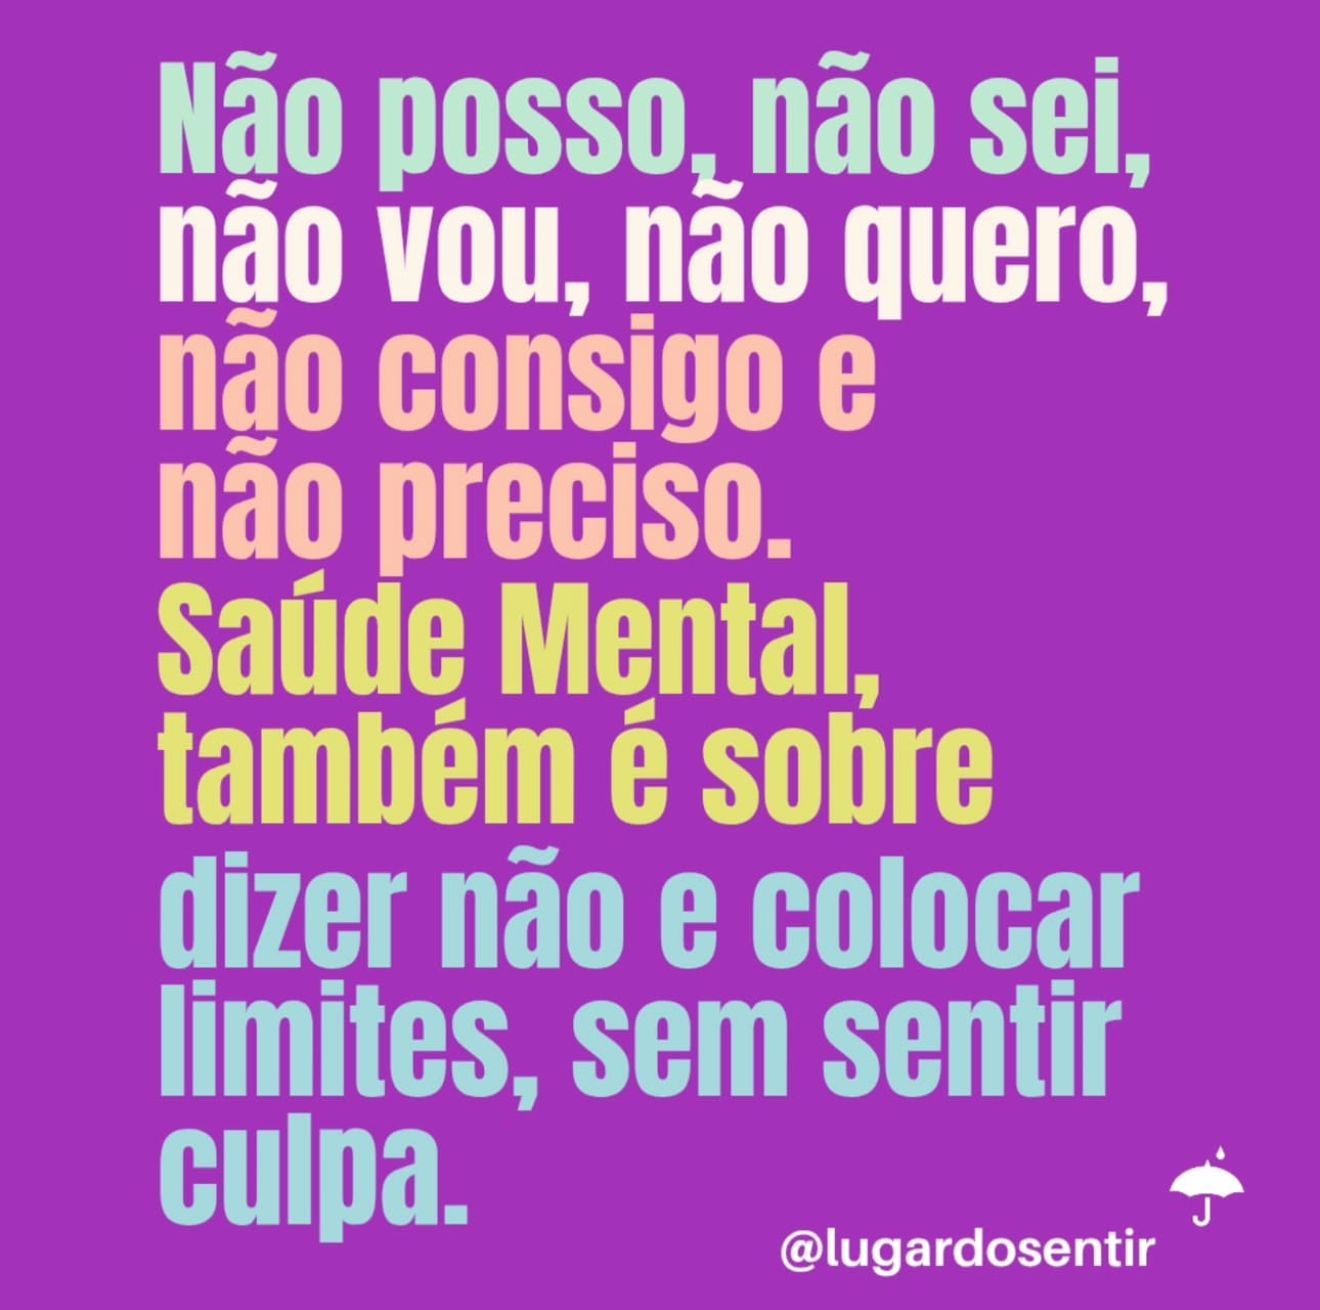 Não posso, não sei,
não vou, não quero,
não consigo e
não preciso.
Saúde Mental,
também é sobre
dizer não e colocar
limites, sem sentir
culpa.
@lugardosentir